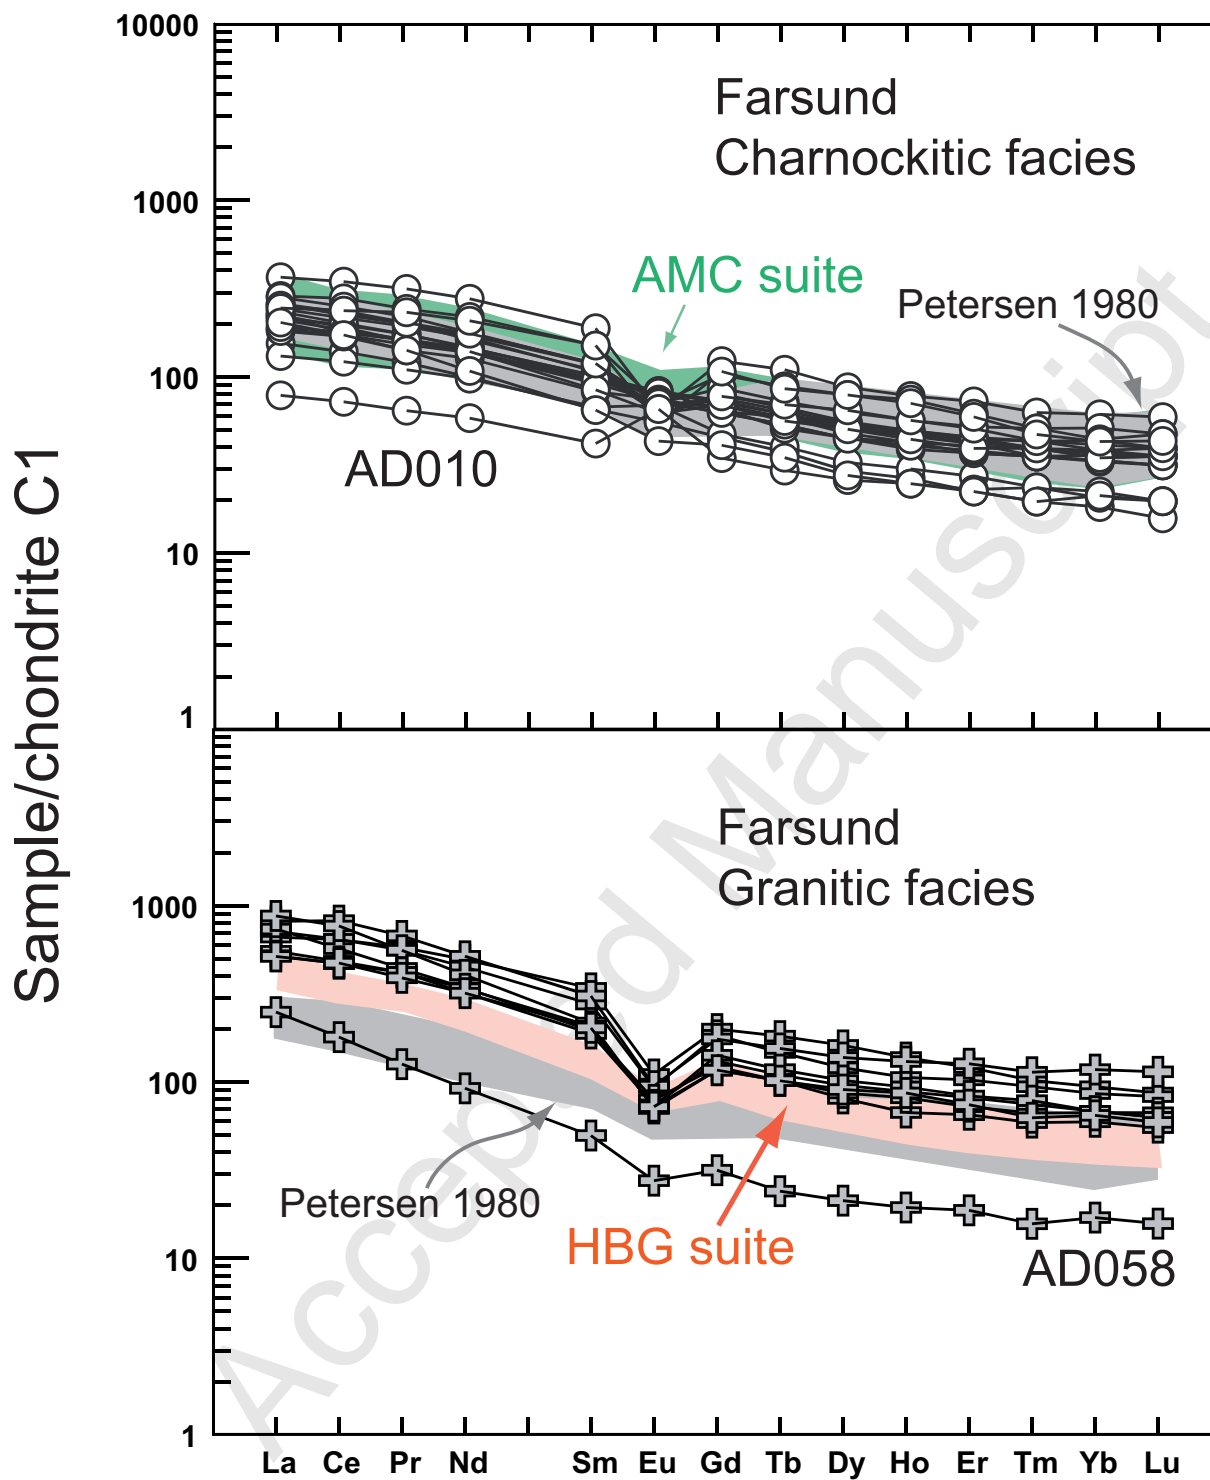 Sample/chondrite C1
10000
1000
100
10
1
Farsund
Charnockitic facies
AMC suite
Petersen 1980
AD010
1000
100
10
1
Farsund
Granitic facies
Petersen 1980
HBG suite
AD058
La Ce Pr Nd Sm Eu Gd Tb Dy Ho Er Tm Yb Lu
Accepted Manuscript